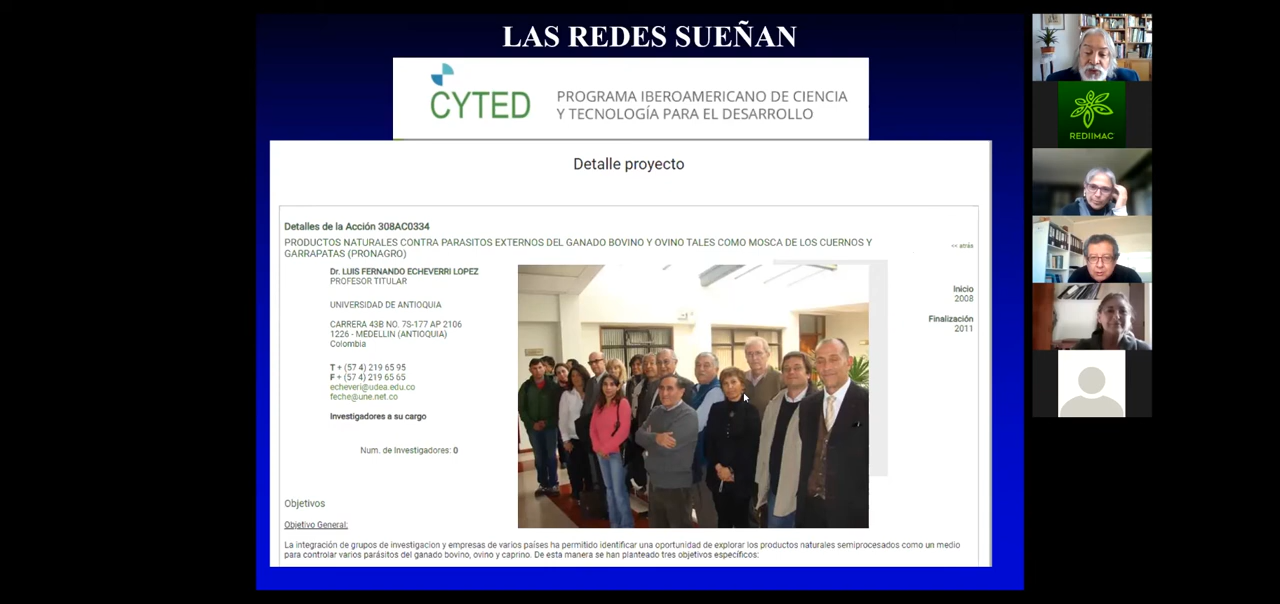 LAS REDES SUEÑAN
CYTED
PROGRAMA IBEROAMERICANO DE CIENCIA
Y TECNOLOGÍA PARA EL DESARROLLO
Detalle proyecto
Detalles de la Acción 308AC0334
PRODUCTOS NATURALES CONTRA PARASITOS EXTERNOS DEL GANADO BOVINO Y OVINO TALES COMO MOSCA DE LOS CUERNOS Y
GARRAPATAS (PRONAGRO)
<< atrás
Dr. LUIS FERNANDO ECHEVERRI LOPEZ
PROFESOR TITULAR
UNIVERSIDAD DE ANTIOQUIA
CARRERA 43B NO. 7S-177 AP 2106
1226 - MEDELLIN (ANTIOQUIA)
Colombia
T + (57 4) 219 65 95
F + (57 4) 219 65 65
echeveri@udea.edu.co
feche@une.net.co
Investigadores a su cargo
Num. de Investigadores: 0
Inicio
2008
Finalización
2011
Objetivos
Objetivo General:
La integración de grupos de investigacion y empresas de varios países ha permitido identificar una oportunidad de explorar los productos naturales semiprocesados como un medio
para controlar varios parásitos del ganado bovino, ovino y caprino. De esta manera se han planteado tres objetivos específicos:
REDIIMAC